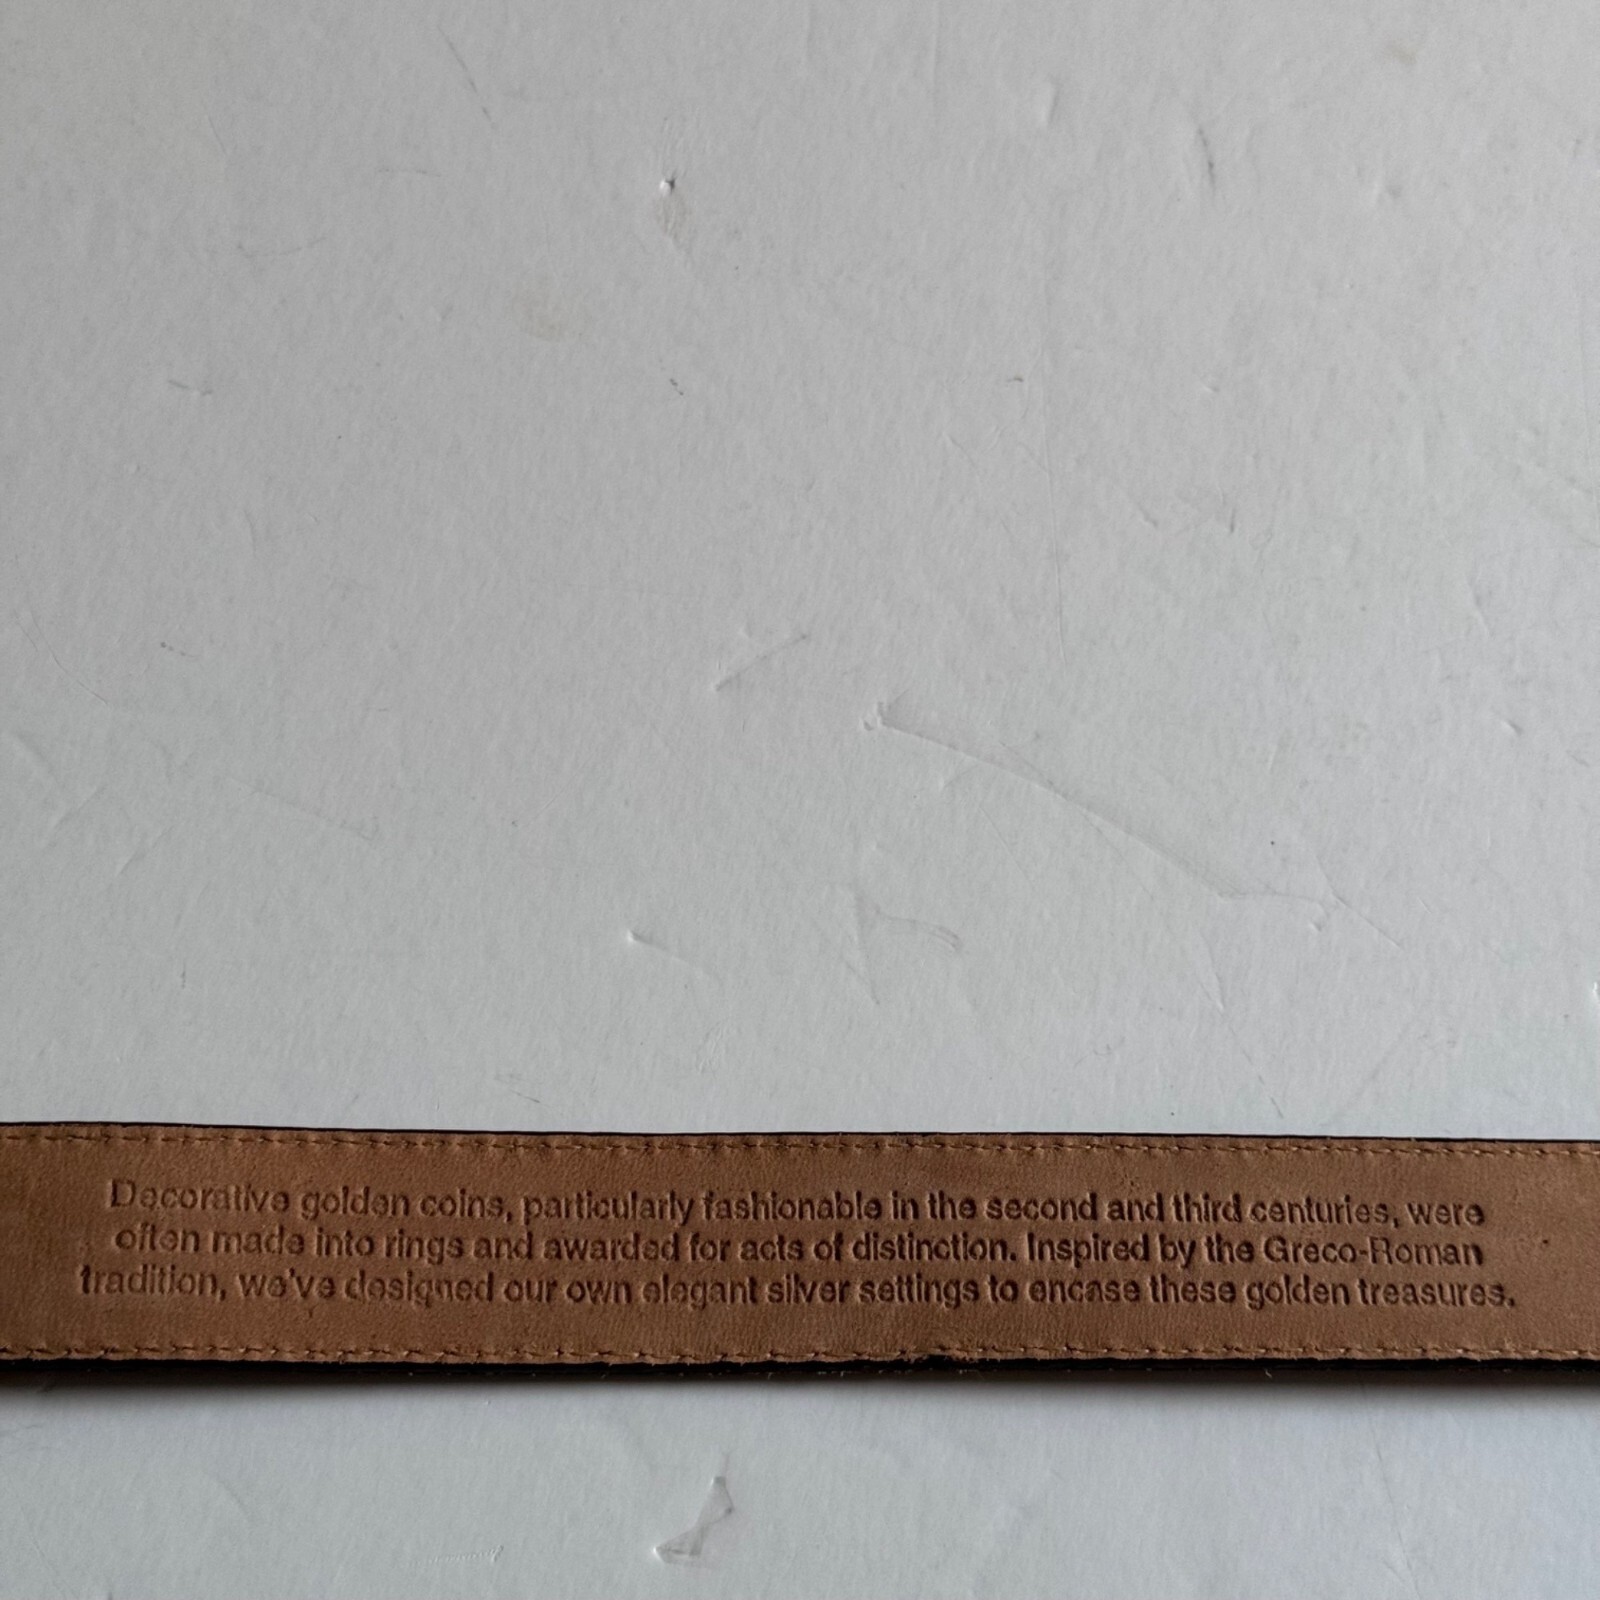 Decorative golden coins, particularly fashionable in the second and third centuries, were
often made into rings and awarded for acts of distinction. Inspired by the Greco-Roman
tradition, we've designed our own elegant silver settings to encase these golden treasures.